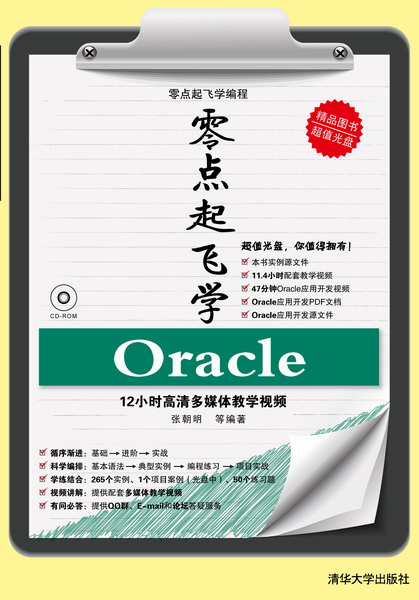 零点起飞学编程
零点起飞学
精品图书
超值光盘
超值光盘,你值得拥有!
本书实例源文件
11.4小时配套教学视频
47分钟Oracle应用开发视频
Oracle应用开发PDF文档
Oracle应用开发源文件
CD-ROM
Oracle
12小时高清多媒体教学视频
张朝明 等编著
循序渐进:基础→进阶→实战
科学编排:基本语法→典型实例→编程练习→项目实战
学练结合:265个实例、1个项目案例(光盘中)、50个练习题
视频讲解:提供配套多媒体教学视频
有问必答:提供QQ群、E-mail和论坛答疑服务
清华大学出版社